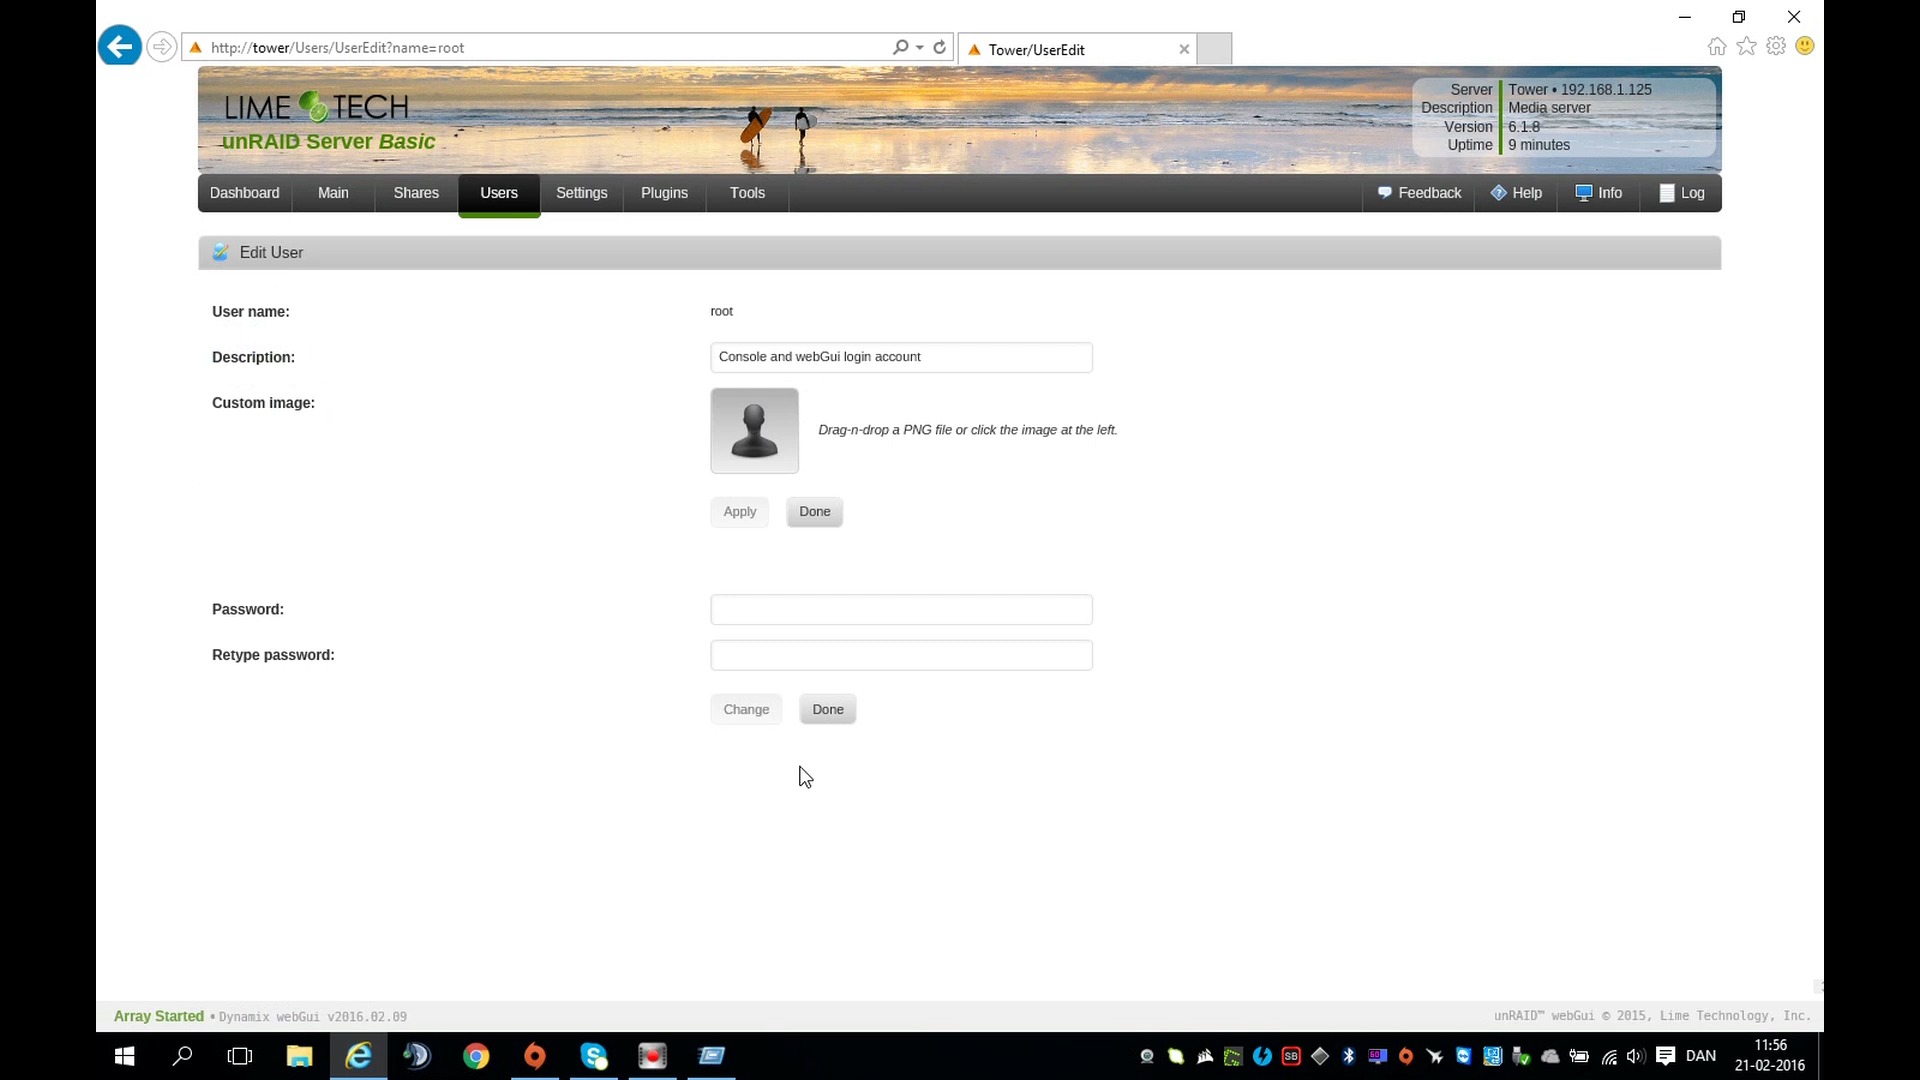 http://tower/Users/UserEdit?name=root
Tower/UserEdit
LIME TECH
unRAID Server Basic
Server Tower • 192.168.1.125
Description Media server
Version 6.1.8
Uptime 9 minutes
Dashboard Main Shares Users Settings Plugins Tools Feedback Help Info Log
Edit User
User name: root
Description: Console and webGui login account
Custom image:
Drag-n-drop a PNG file or click the image at the left.
Apply Done
Password:
Retype password:
Change Done
Array Started • Dynamix webGui v2016.02.09
unRAID™ webGui © 2015, Lime Technology, Inc.
SB
60
DAN
11:56
21-02-2016